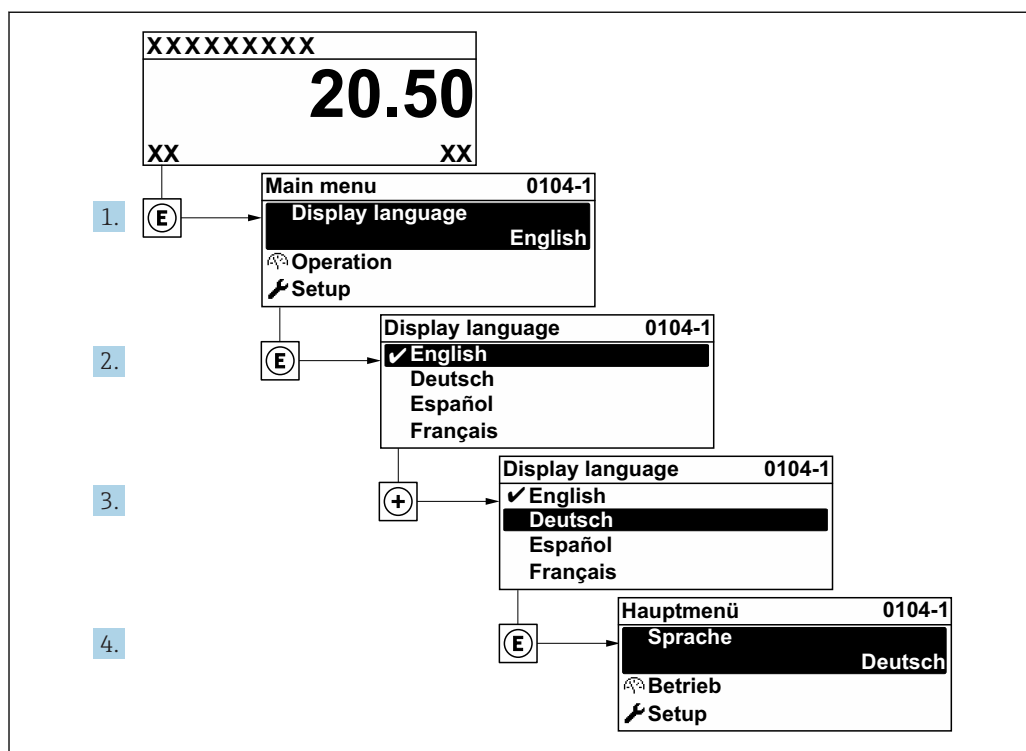 XXXXXXXXX
20.50
XX XX
1. E
Main menu 0104-1
Display language
English
Operation
Setup
2. E
Display language 0104-1
✔ English
Deutsch
Español
Français
3. +
Display language 0104-1
✔ English
Deutsch
Español
Français
4. E
Hauptmenü 0104-1
Sprache
Deutsch
Betrieb
Setup